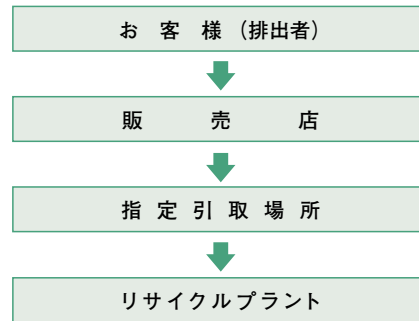 お客様（排出者）
販売店
指定引取場所
リサイクルプラント